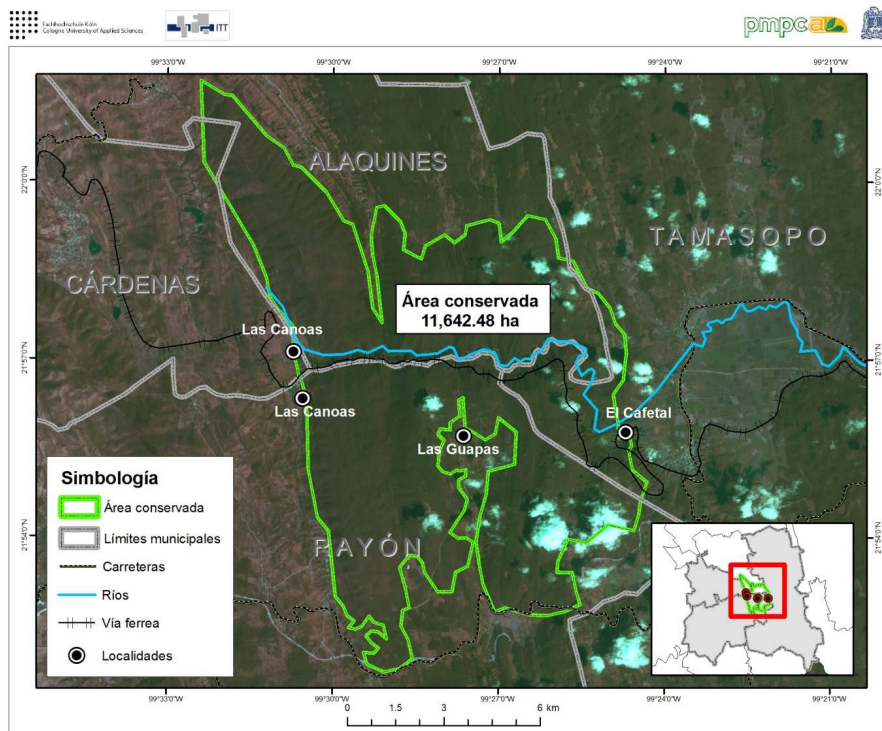 Fachhochschule Köln
Cologne University of Applied Sciences
ITT
pmpca
99°33'0"W
99°30'0"W
99°27'0"W
99°24'0"W
99°21'0"W
22°0'0"N
22°0'0"N
ALAQUINES
TAMASOPO
CÁRDENAS
Área conservada
11,642.48 ha
Las Canoas
21°57'0"N
21°57'0"N
Las Canoas
El Cafetal
Las Guapas
Simbología
Área conservada
Límites municipales
Carreteras
Ríos
Vía ferrea
Localidades
RAYÓN
21°54'0"N
21°54'0"N
99°33'0"W
99°30'0"W
99°27'0"W
99°24'0"W
99°21'0"W
0
1.5
3
6 km